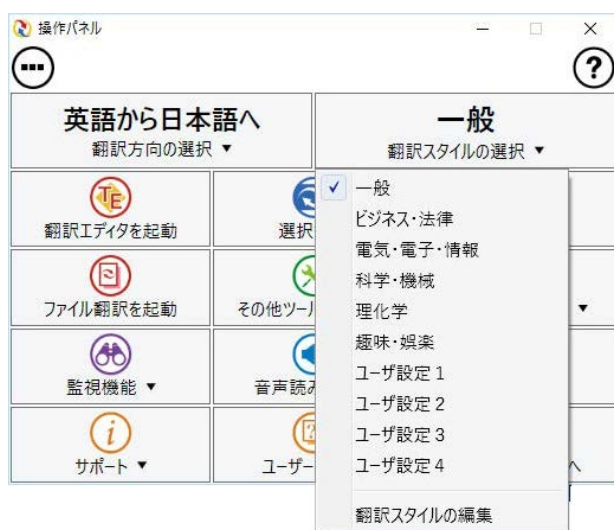 操作パネル
英語から日本語へ
翻訳方向の選択 ▼
一般
翻訳スタイルの選択 ▼
翻訳エディタを起動
選択
ファイル翻訳を起動
その他ツー
監視機能 ▼
音声読み
サポート ▼
ユーザー
✓ 一般
ビジネス・法律
電気・電子・情報
科学・機械
理化学
趣味・娯楽
ユーザ設定 1
ユーザ設定 2
ユーザ設定 3
ユーザ設定 4
翻訳スタイルの編集